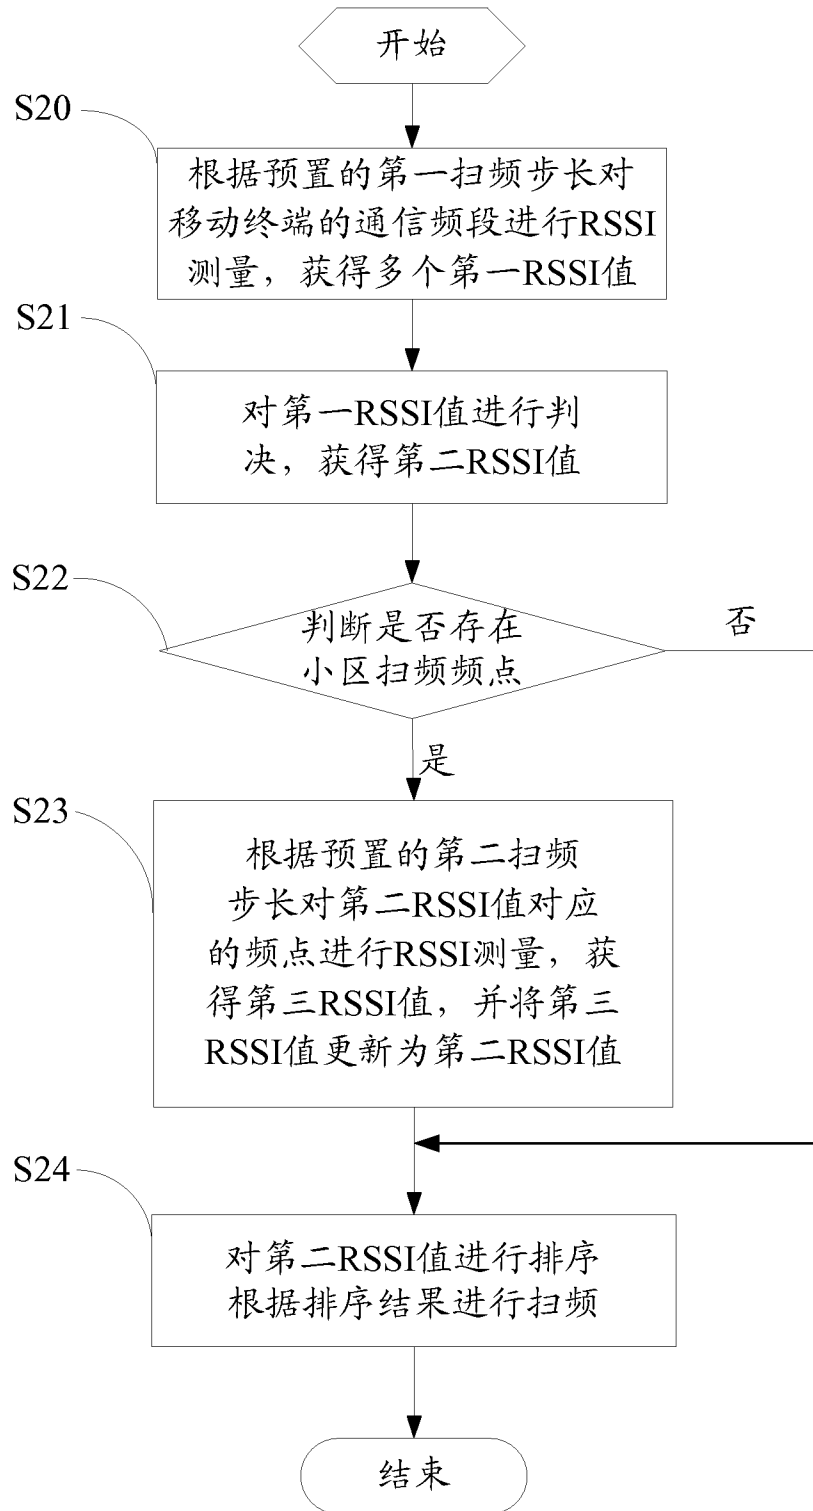 开始
S20
根据预置的第一扫频步长对
移动终端的通信频段进行RSSI
测量，获得多个第一RSSI值
S21
对第一RSSI值进行判
决，获得第二RSSI值
S22
判断是否存在
小区扫频频点
否
是
S23
根据预置的第二扫频
步长对第二RSSI值对应
的频点进行RSSI测量，获
得第三RSSI值，并将第三
RSSI值更新为第二RSSI值
S24
对第二RSSI值进行排序
根据排序结果进行扫频
结束